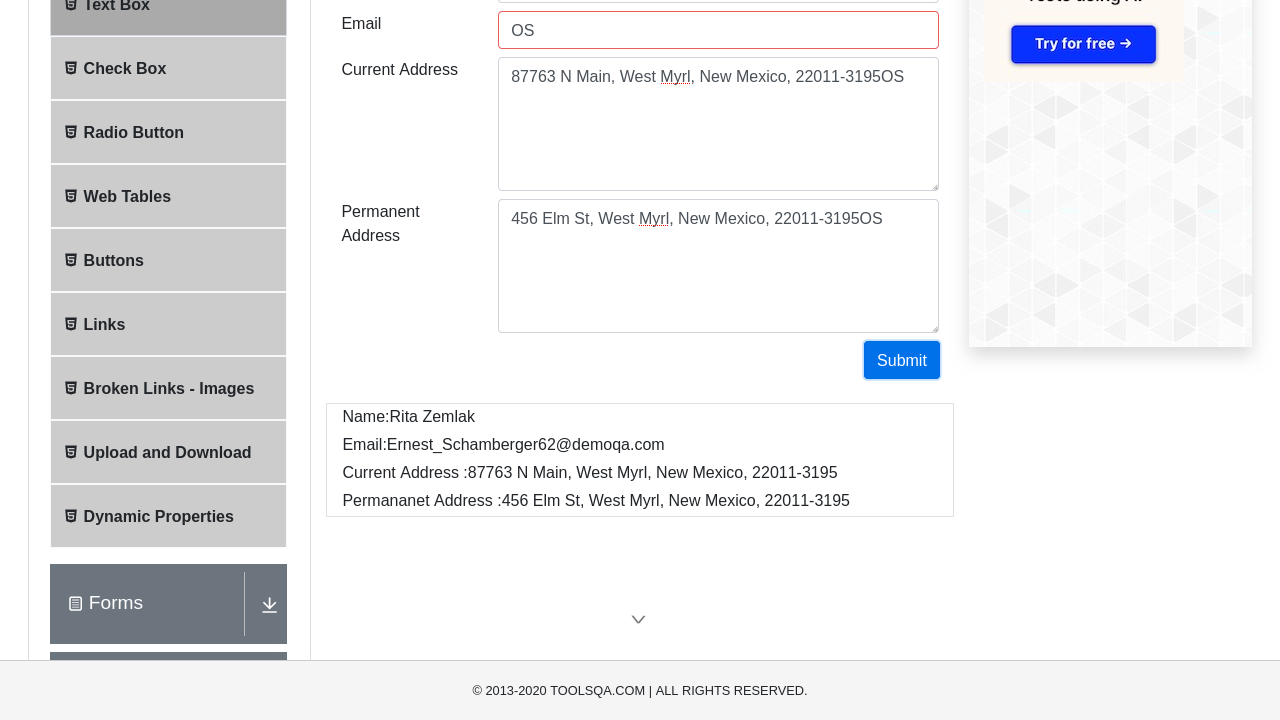 Text Box
Check Box
Radio Button
Web Tables
Buttons
Links
Broken Links - Images
Upload and Download
Dynamic Properties
Forms
Email
OS
Current Address
87763 N Main, West Myrl, New Mexico, 22011-3195OS
Permanent
Address
456 Elm St, West Myrl, New Mexico, 22011-3195OS
Submit
Name:Rita Zemlak
Email:Ernest_Schamberger62@demoqa.com
Current Address :87763 N Main, West Myrl, New Mexico, 22011-3195
Permananet Address :456 Elm St, West Myrl, New Mexico, 22011-3195
Try for free →
© 2013-2020 TOOLSQA.COM | ALL RIGHTS RESERVED.